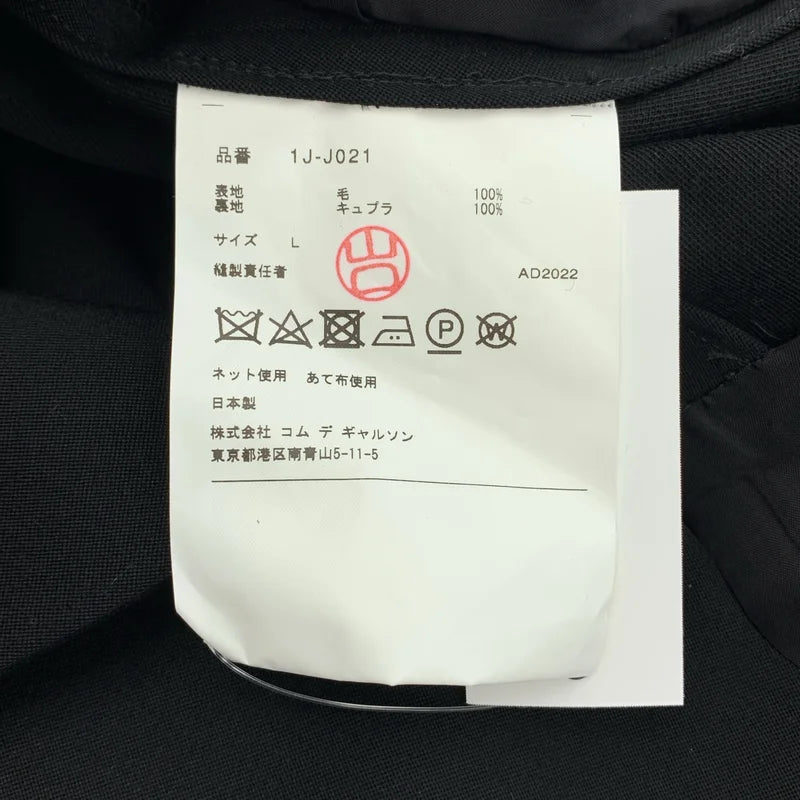 品番 1J-J021
表地 毛 100%
裏地 キュプラ 100%
サイズ L
山口
縫製責任者 AD2022
P
W
ネット使用 あて布使用
日本製
株式会社 コム デ ギャルソン
東京都港区南青山5-11-5